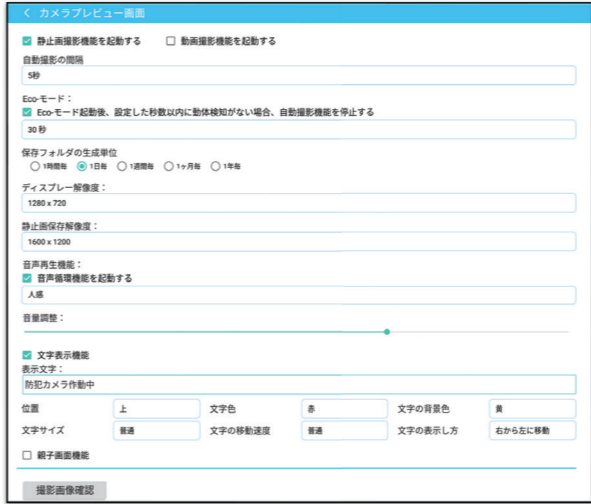 < カメラプレビュー画面
静止画撮影機能を起動する 動画撮影機能を起動する
自動撮影の間隔
5秒
Eco-モード：
Eco-モード起動後、設定した秒数以内に動体検知がない場合、自動撮影機能を停止する
30 秒
保存フォルダの生成単位
1時間毎 1日毎 1週間毎 1ヶ月毎 1年毎
ディスプレー解像度：
1280 x 720
静止画保存解像度：
1600 x 1200
音声再生機能：
音声循環機能を起動する
人感
音量調整：
文字表示機能
表示文字：
防犯カメラ作動中
位置 上 文字色 赤 文字の背景色 黄
文字サイズ 普通 文字の移動速度 普通 文字の表示し方 右から左に移動
親子画面機能
撮影画像確認